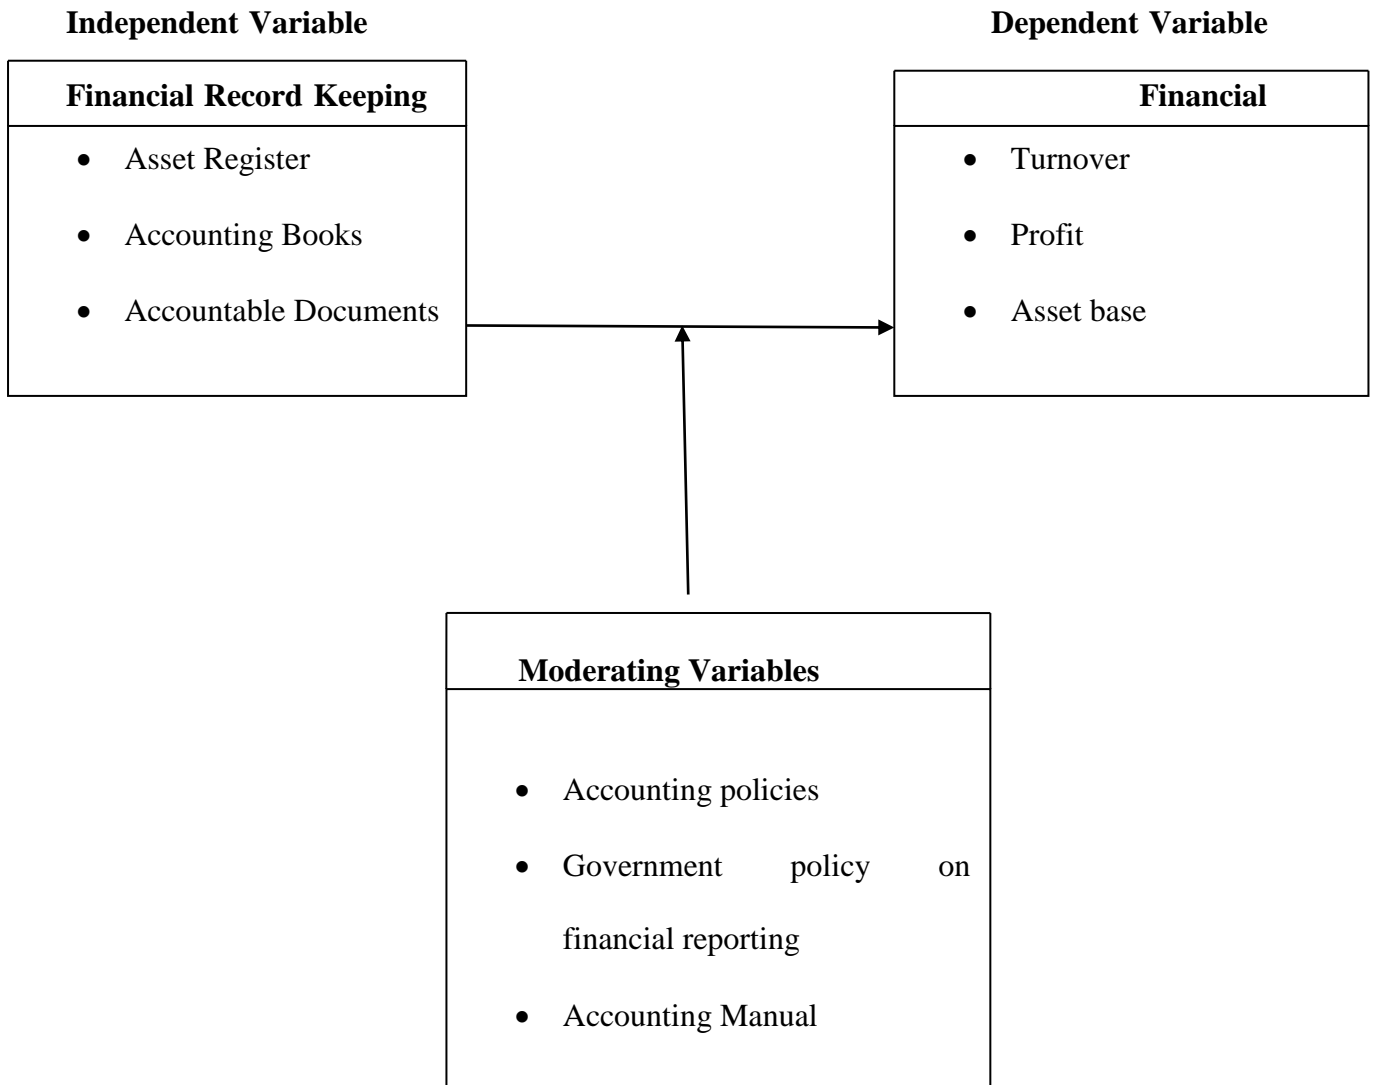 Independent Variable
Dependent Variable
Financial Record Keeping
• Asset Register
• Accounting Books
• Accountable Documents
Financial
• Turnover
• Profit
• Asset base
Moderating Variables
• Accounting policies
• Government policy on
financial reporting
• Accounting Manual